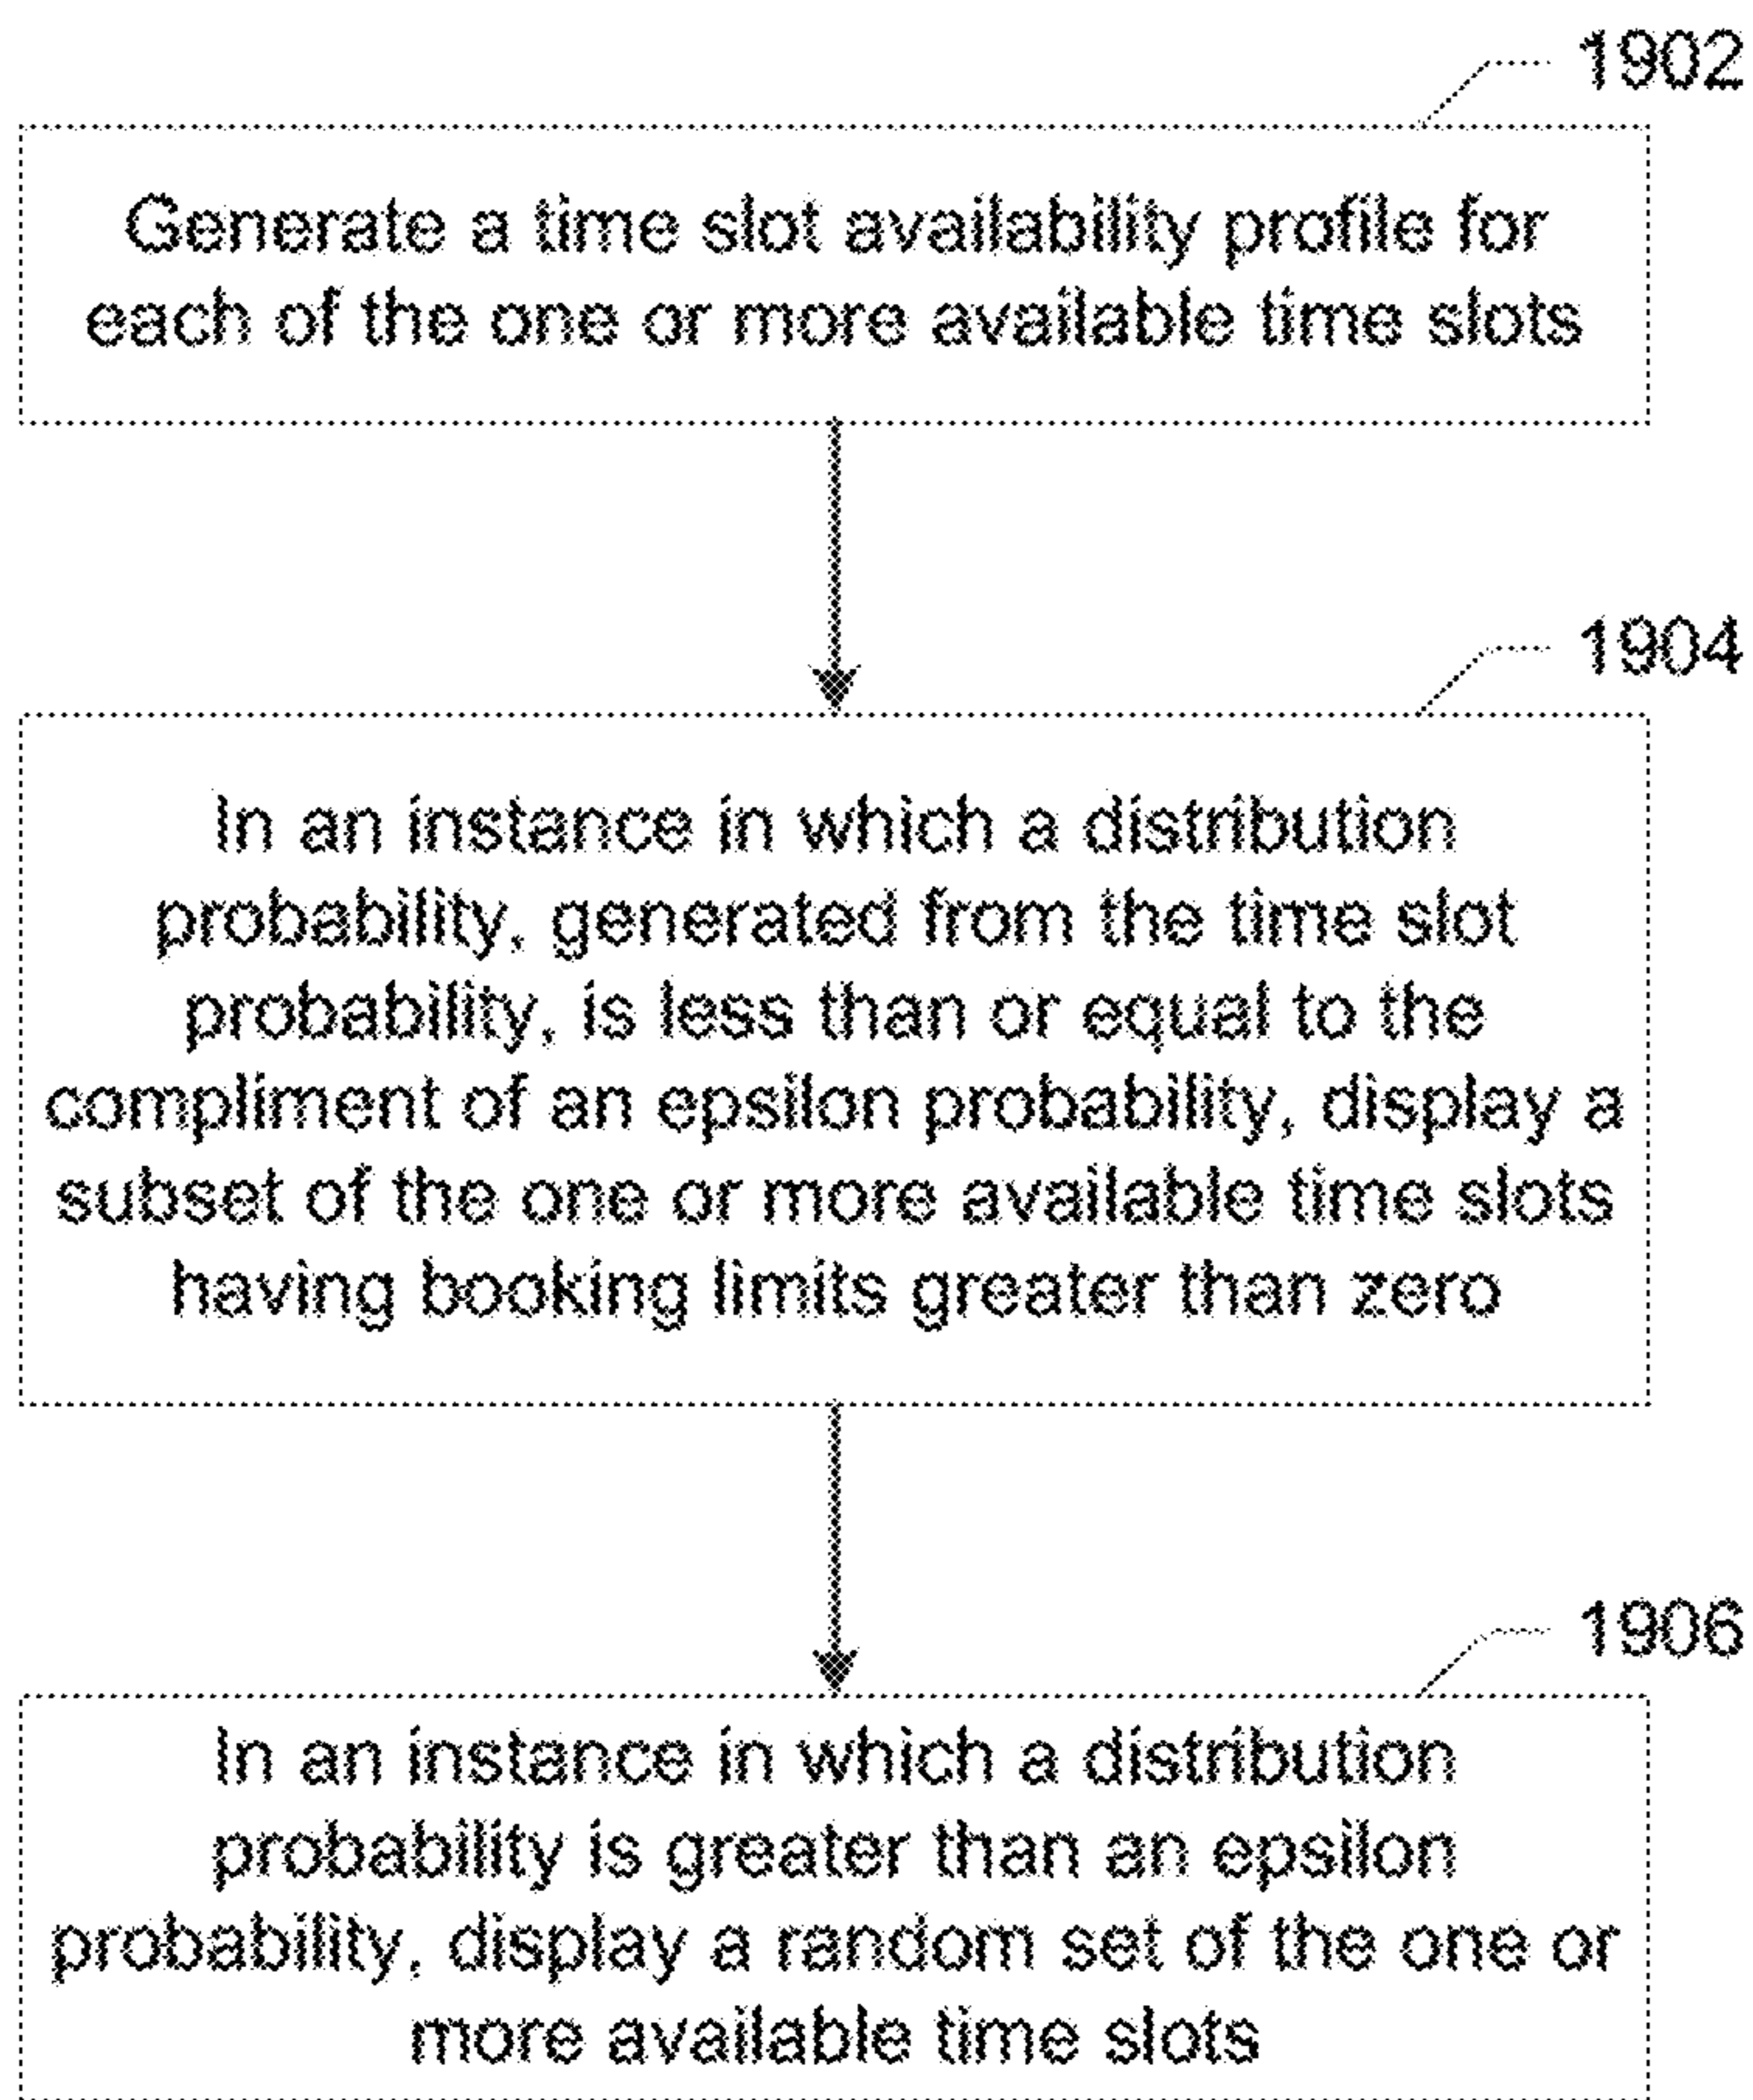 1902
Generate a time slot availability profile for
each of the one or more available time slots
1904
In an instance in which a distribution
probability, generated from the time slot
probability, is less than or equal to the
compliment of an epsilon probability, display a
subset of the one or more available time slots
having booking limits greater than zero
1906
In an instance in which a distribution
probability is greater than an epsilon
probability, display a random set of the one or
more available time slots